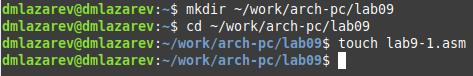 dmlazarev@dmlazarev:~$ mkdir ~/work/arch-pc/lab09
dmlazarev@dmlazarev:~$ cd ~/work/arch-pc/lab09
dmlazarev@dmlazarev:~/work/arch-pc/lab09$ touch lab9-1.asm
dmlazarev@dmlazarev:~/work/arch-pc/lab09$